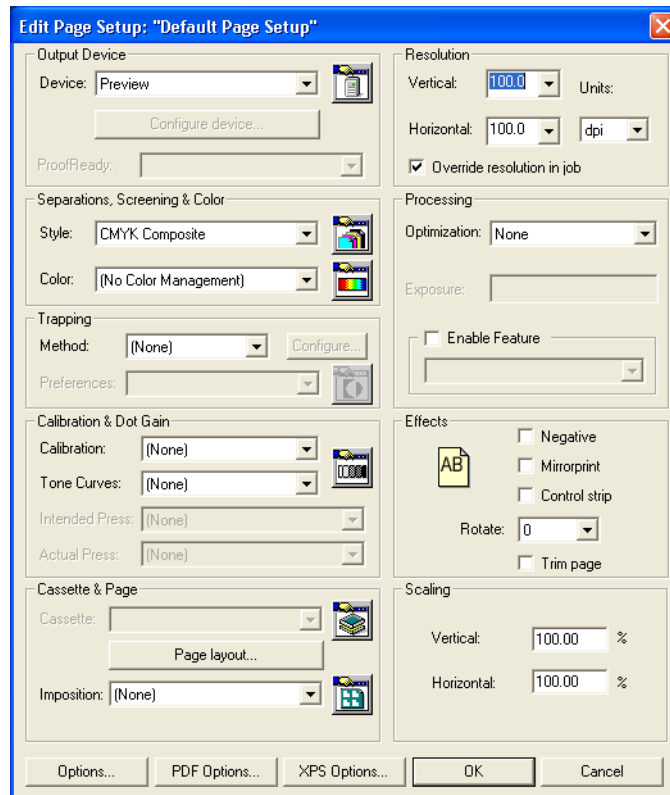 Edit Page Setup: "Default Page Setup"
Output Device
Device: Preview
Configure device...
ProofReady:
Separations, Screening & Color
Style: CMYK Composite
Color: (No Color Management)
Trapping
Method: (None) Configure...
Preferences:
Calibration & Dot Gain
Calibration: (None)
Tone Curves: (None)
Intended Press: (None)
Actual Press: (None)
Cassette & Page
Cassette:
Page layout...
Imposition: (None)
Resolution
Vertical: 100.0 Units:
Horizontal: 100.0 dpi
Override resolution in job
Processing
Optimization: None
Exposure:
Enable Feature
Effects
AB
Negative
Mirrorprint
Control strip
Rotate: 0
Trim page
Scaling
Vertical: 100.00 %
Horizontal: 100.00 %
Options... PDF Options... XPS Options... OK Cancel